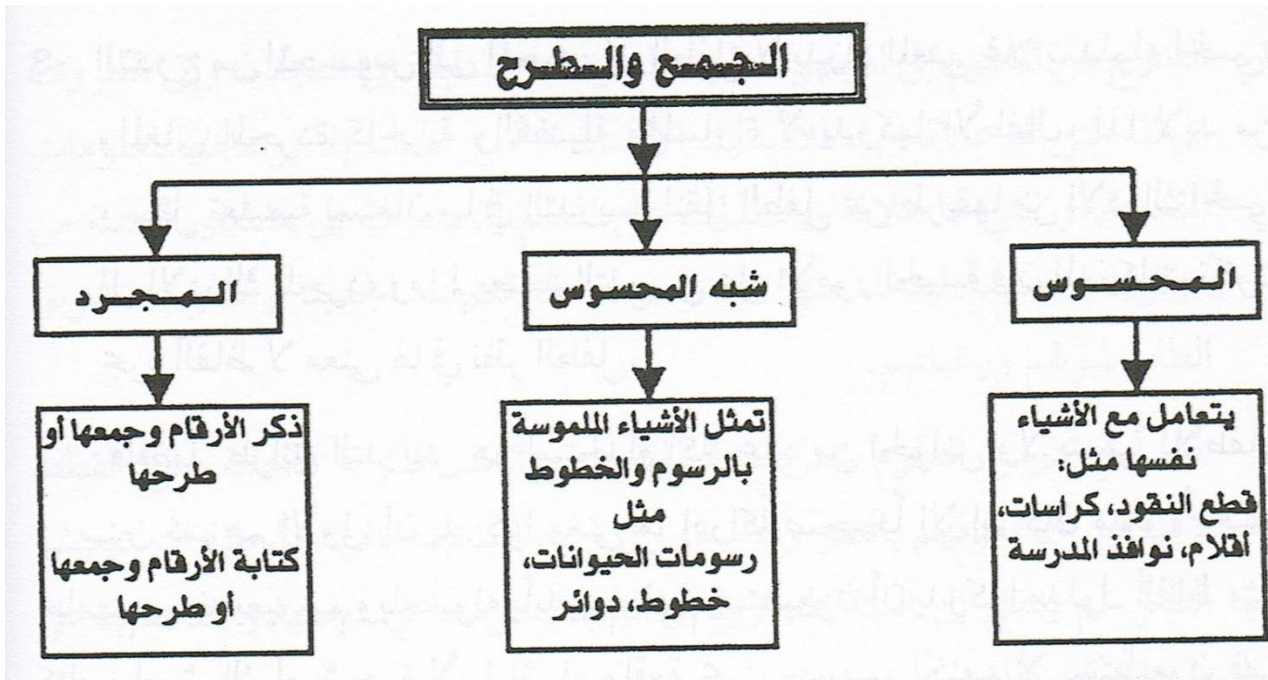 الجمع والطرح
المحسوس
شبه المحسوس
المجرد
يتعامل مع الأشياء
نفسها مثل:
قطع النقود، كراسات،
أقلام، نوافذ المدرسة
تمثل الأشياء الملموسة
بالرسوم والخطوط
مثل
رسومات الحيوانات،
خطوط، دوائر
ذكر الأرقام وجمعها أو
طرحها
كتابة الأرقام وجمعها
أو طرحها